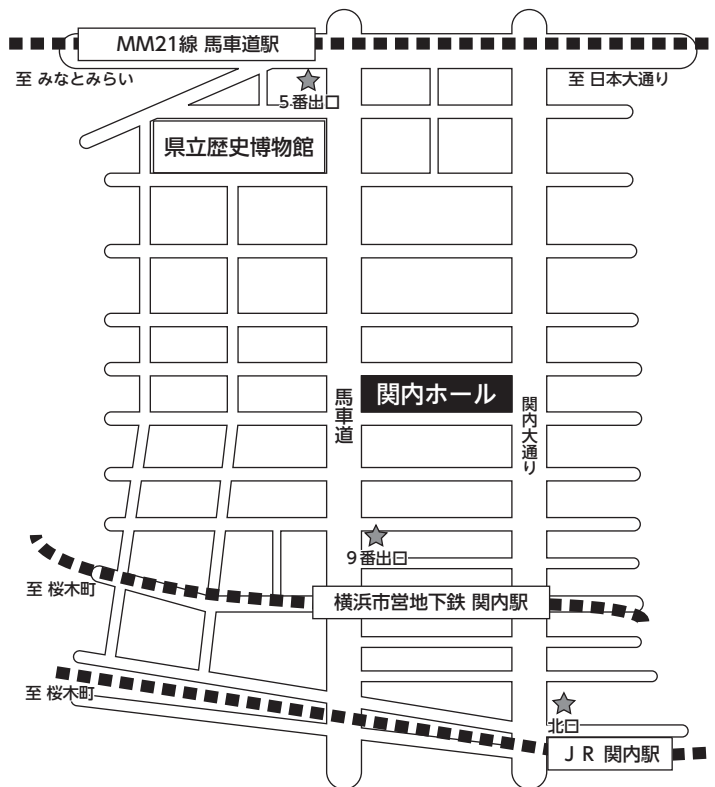 MM21線 馬車道駅
至 みなとみらい
至 日本大通り
5番出口
県立歴史博物館
馬車道
関内ホール
関内大通り
9番出口
至 桜木町
横浜市営地下鉄 関内駅
至 桜木町
北口
JR 関内駅